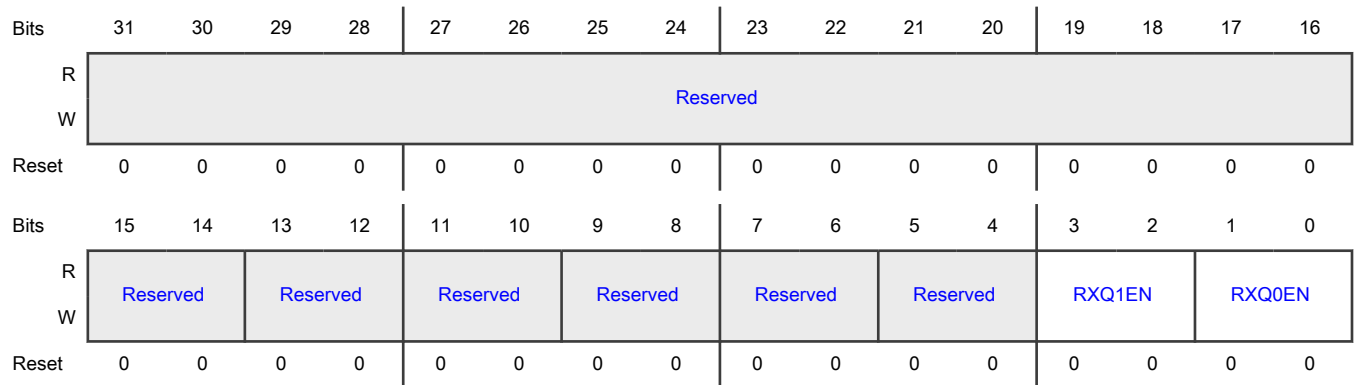 Bits 31 30 29 28 27 26 25 24 23 22 21 20 19 18 17 16
R
Reserved
W
Reset 0 0 0 0 0 0 0 0 0 0 0 0 0 0 0 0
Bits 15 14 13 12 11 10 9 8 7 6 5 4 3 2 1 0
R
Reserved Reserved Reserved Reserved Reserved Reserved RXQ1EN RXQ0EN
W
Reset 0 0 0 0 0 0 0 0 0 0 0 0 0 0 0 0